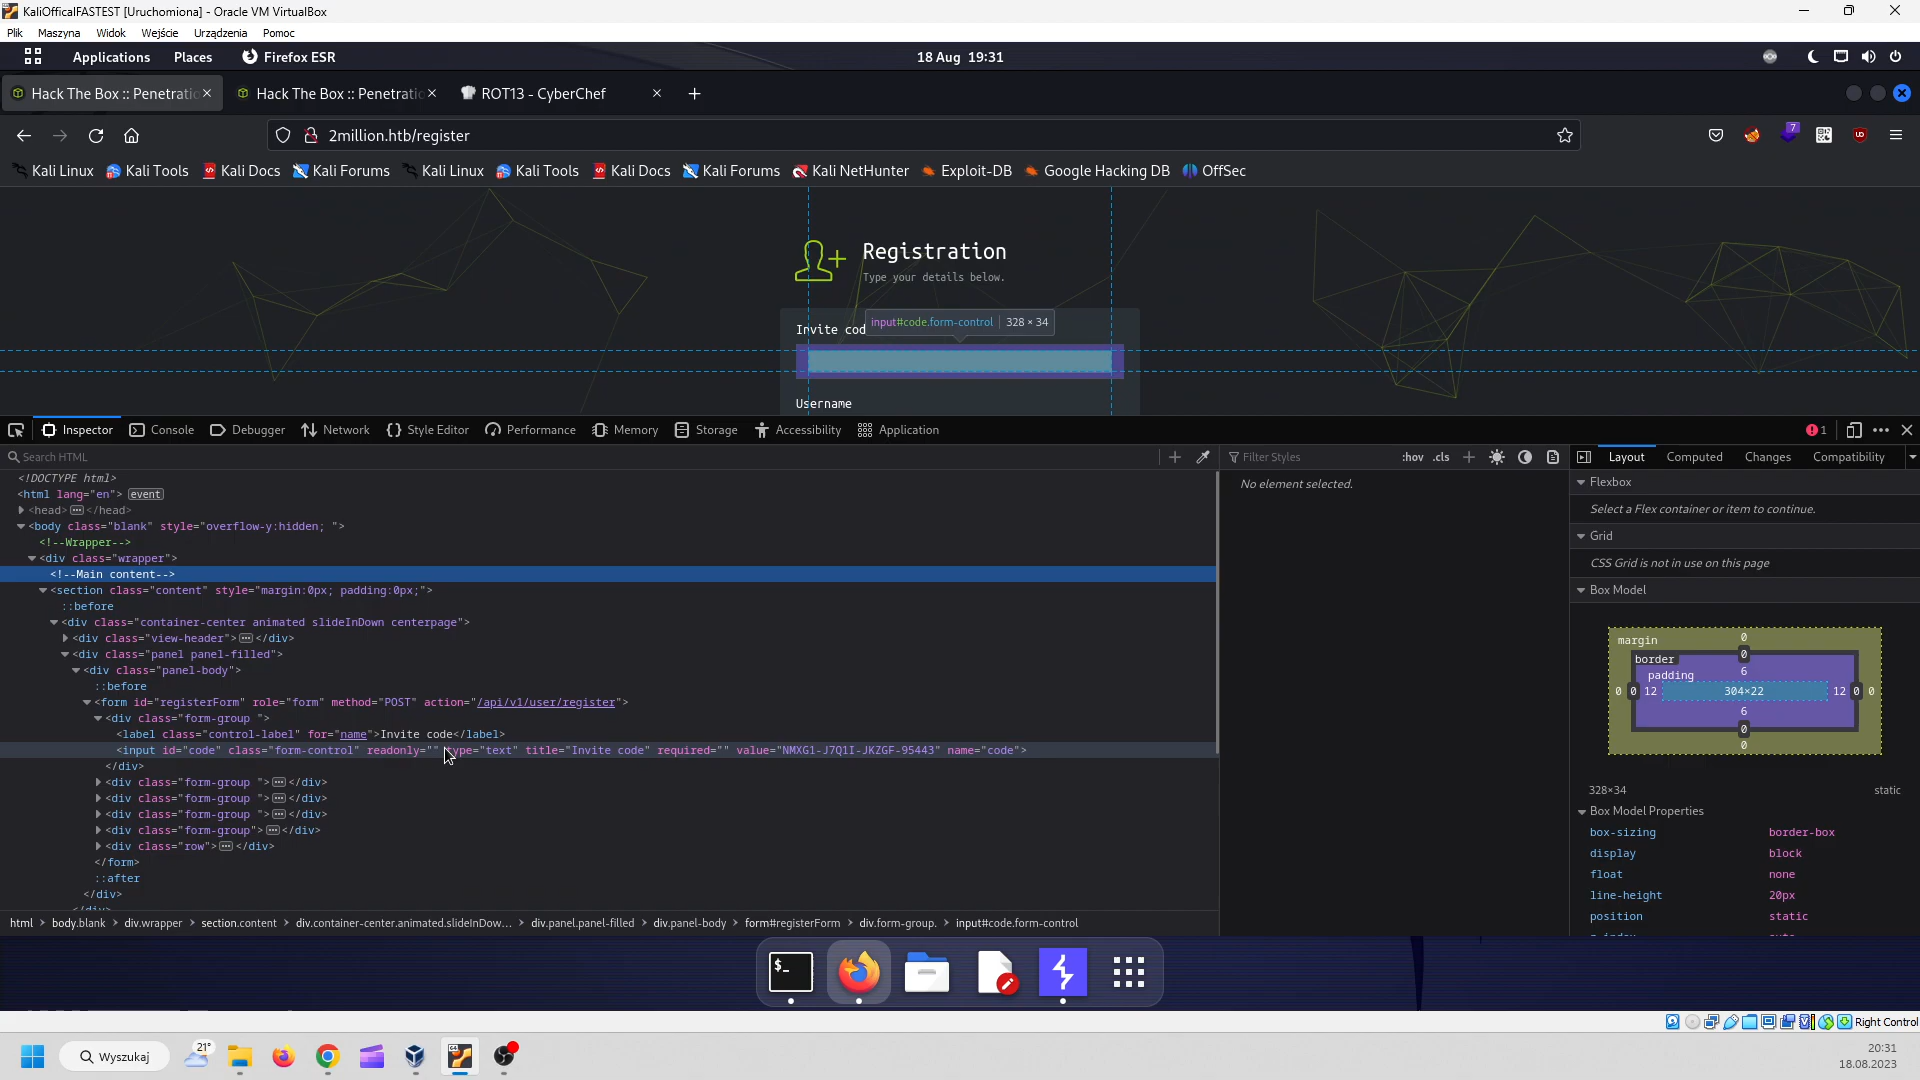 KaliOfficalFASTEST [Uruchomiona] - Oracle VM VirtualBox
Plik Maszyna Widok Wejście Urządzenia Pomoc
Applications Places Firefox ESR 18 Aug 19:31
Hack The Box :: Penetratio Hack The Box :: Penetratio ROT13 - CyberChef
2million.htb/register
7
Kali Linux Kali Tools Kali Docs Kali Forums Kali Linux Kali Tools Kali Docs Kali Forums Kali NetHunter Exploit-DB Google Hacking DB OffSec
Registration
Type your details below.
Invite cod
input#code.form-control 328 × 34
Username
Inspector Console Debugger Network Style Editor Performance Memory Storage Accessibility Application 1
Search HTML
Filter Styles :hov .cls
Layout Computed Changes Compatibility
<!DOCTYPE html>
<html lang="en"> event
<head> </head>
<body class="blank" style="overflow-y:hidden; ">
<!--Wrapper-->
<div class="wrapper">
<!--Main content-->
<section class="content" style="margin:0px; padding:0px;">
::before
<div class="container-center animated slideInDown centerpage">
<div class="view-header"> </div>
<div class="panel panel-filled">
<div class="panel-body">
::before
<form id="registerForm" role="form" method="POST" action="/api/v1/user/register">
<div class="form-group ">
<label class="control-label" for="name">Invite code</label>
<input id="code" class="form-control" readonly="" type="text" title="Invite code" required="" value="NMXG1-J7Q1I-JKZGF-95443" name="code">
</div>
<div class="form-group "> </div>
<div class="form-group "> </div>
<div class="form-group "> </div>
<div class="form-group"> </div>
<div class="row"> </div>
</form>
::after
</div>
html body.blank div.wrapper section.content div.container-center.animated.slideInDow... div.panel.panel-filled div.panel-body form#registerForm div.form-group. input#code.form-control
No element selected.
Flexbox
Select a Flex container or item to continue.
Grid
CSS Grid is not in use on this page
Box Model
margin 0
border 0
padding 6
0 0 12 304×22 12 0 0
6
0
0
328×34 static
Box Model Properties
box-sizing border-box
display block
float none
line-height 20px
position static
Right Control
21°
Wyszukaj
64
20:31
18.08.2023